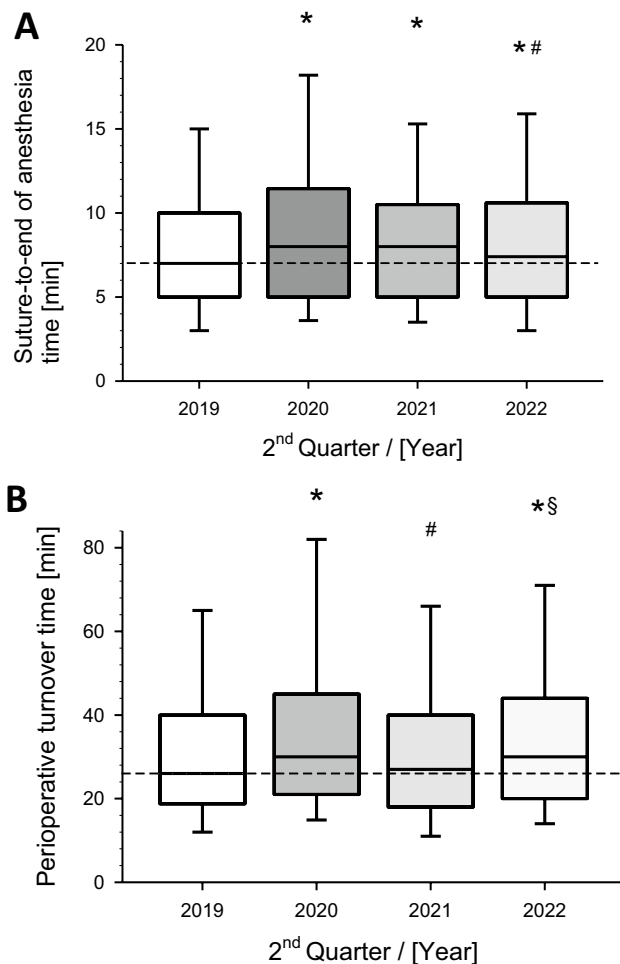 A
* * *#
20
15
10
5
0
Suture-to-end of anesthesia
time [min]
2019 2020 2021 2022
2nd Quarter / [Year]
B
* # *§
80
60
40
20
0
Perioperative turnover time [min]
2019 2020 2021 2022
2nd Quarter / [Year]